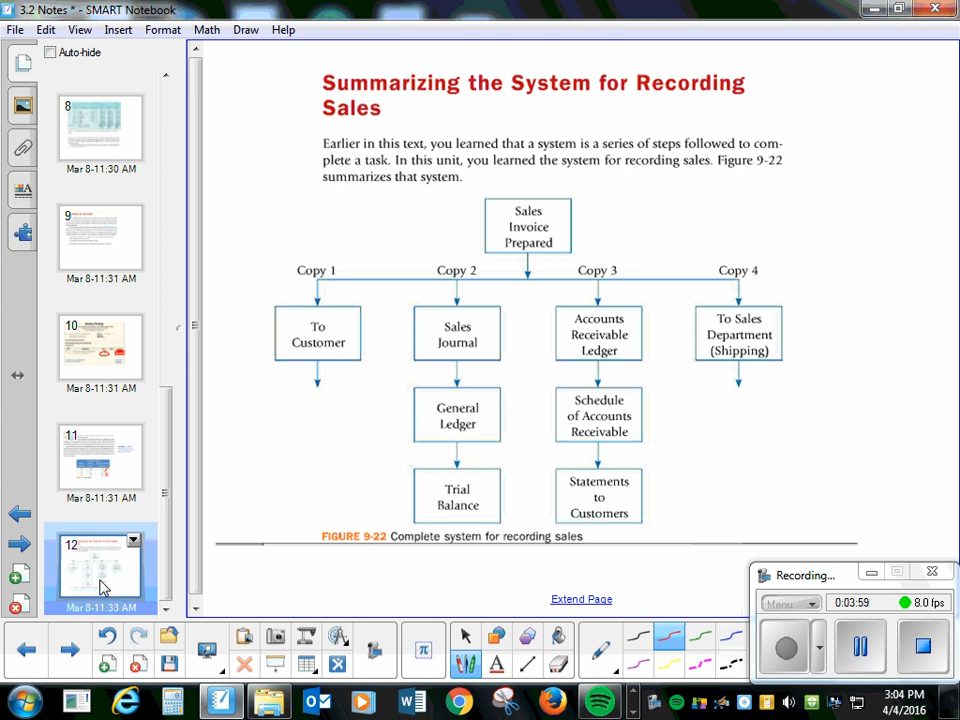 3.2 Notes * - SMART Notebook
File Edit View Insert Format Math Draw Help
Auto-hide
8
Mar 8-11:30 AM
9
Mar 8-11:31 AM
10
Mar 8-11:31 AM
11
Mar 8-11:31 AM
12
Mar 8-11:33 AM
Summarizing the System for Recording
Sales
Earlier in this text, you learned that a system is a series of steps followed to com-
plete a task. In this unit, you learned the system for recording sales. Figure 9-22
summarizes that system.
Sales
Invoice
Prepared
Copy 1 Copy 2 Copy 3 Copy 4
To
Customer
Sales
Journal
Accounts
Receivable
Ledger
To Sales
Department
(Shipping)
General
Ledger
Schedule
of Accounts
Receivable
Trial
Balance
Statements
to
Customers
FIGURE 9-22 Complete system for recording sales
Extend Page
Recording...
Menu
0:03:59
8.0 fps
3:04 PM
4/4/2016